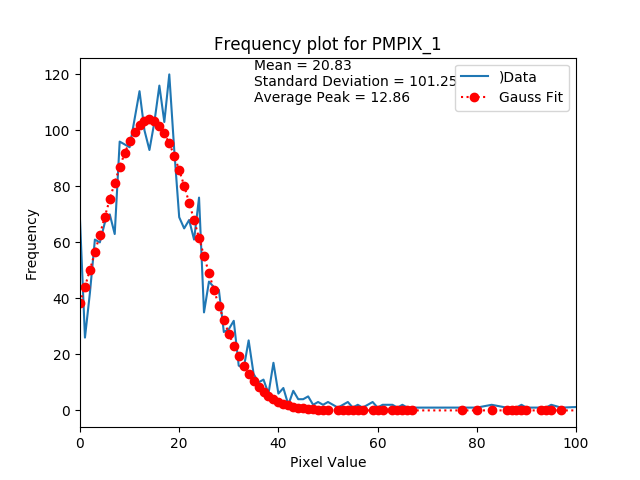 Frequency plot for PMPIX_1
Mean = 20.83
Standard Deviation = 101.25
Average Peak = 12.86
)Data
Gauss Fit
Frequency
120
100
80
60
40
20
0
0 20 40 60 80 100
Pixel Value